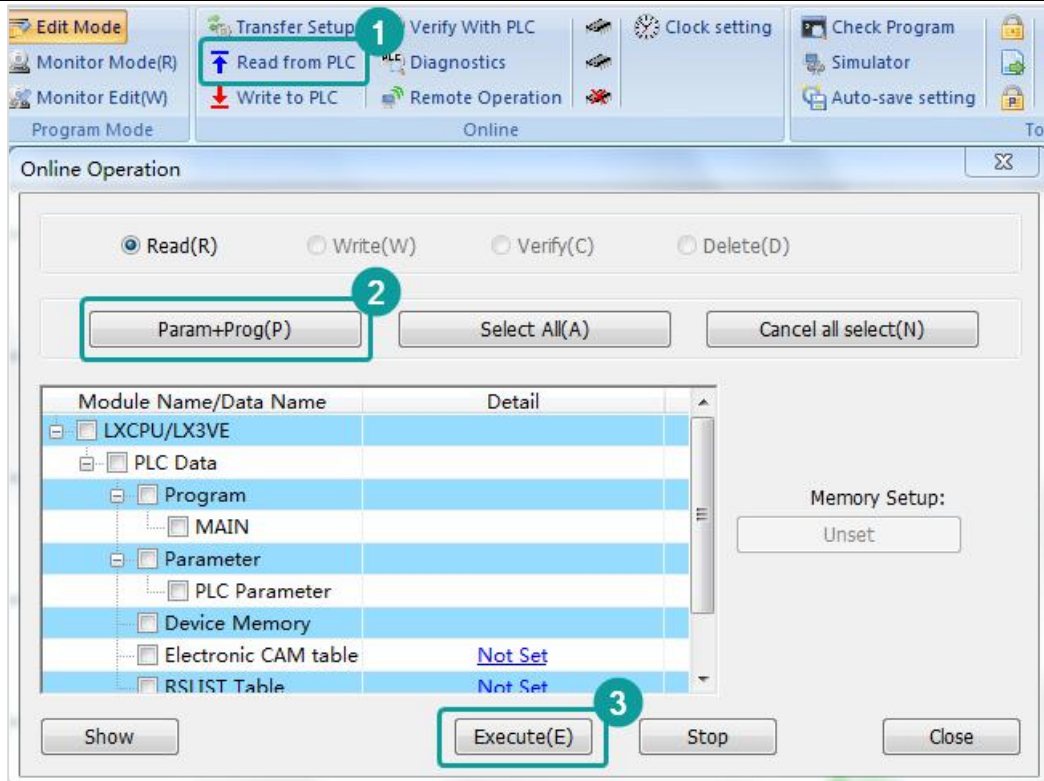 Edit Mode
Transfer Setup
1
Verify With PLC
Clock setting
Check Program
Monitor Mode(R)
Read from PLC
PLC
Diagnostics
Simulator
Monitor Edit(W)
Write to PLC
Remote Operation
Auto-save setting
Program Mode
Online
To
Online Operation
Read(R)
Write(W)
Verify(C)
Delete(D)
2
Param+Prog(P)
Select All(A)
Cancel all select(N)
Module Name/Data Name
Detail
LXCPU/LX3VE
PLC Data
Program
Memory Setup:
MAIN
Unset
Parameter
PLC Parameter
Device Memory
Electronic CAM table
Not Set
RSLIST Table
Not Set
3
Show
Execute(E)
Stop
Close